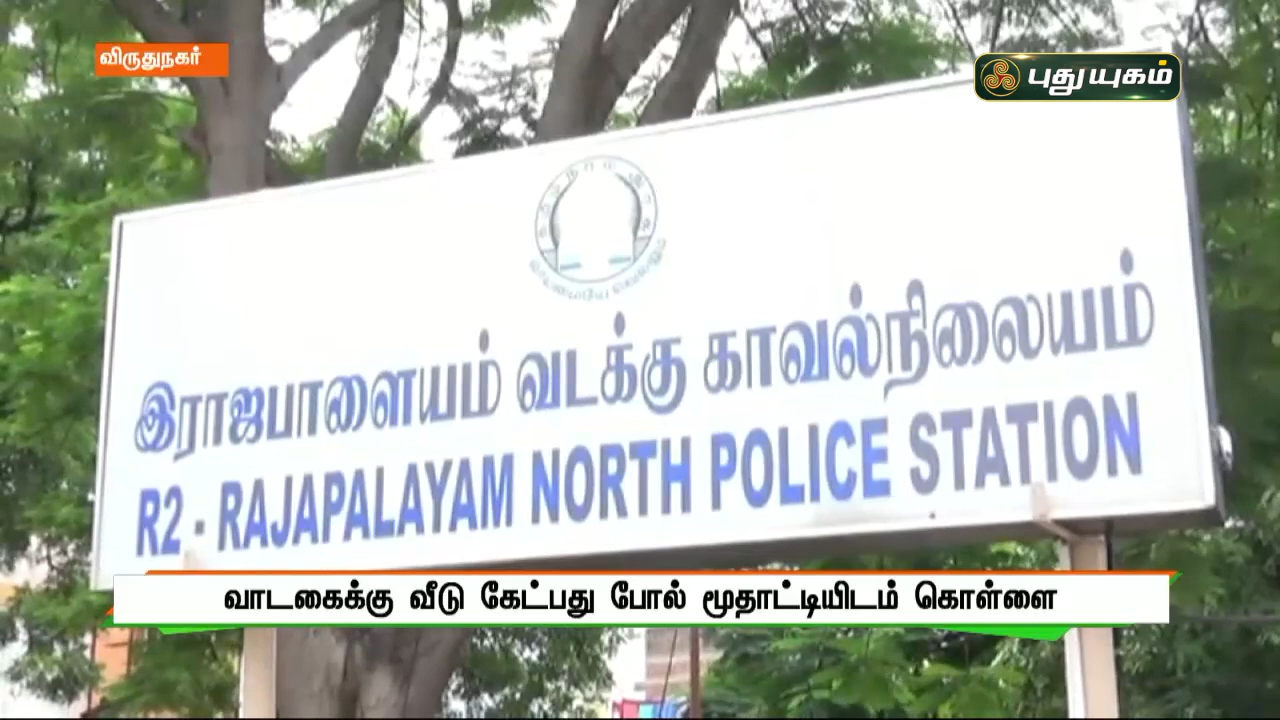 விருதுநகர்
புதுயுகம்
இராஜபாளையம் வடக்கு காவல்நிலையம்
R2 - RAJAPALAYAM NORTH POLICE STATION
வாடகைக்கு வீடு கேட்பது போல் மூதாட்டியிடம் கொள்ளை